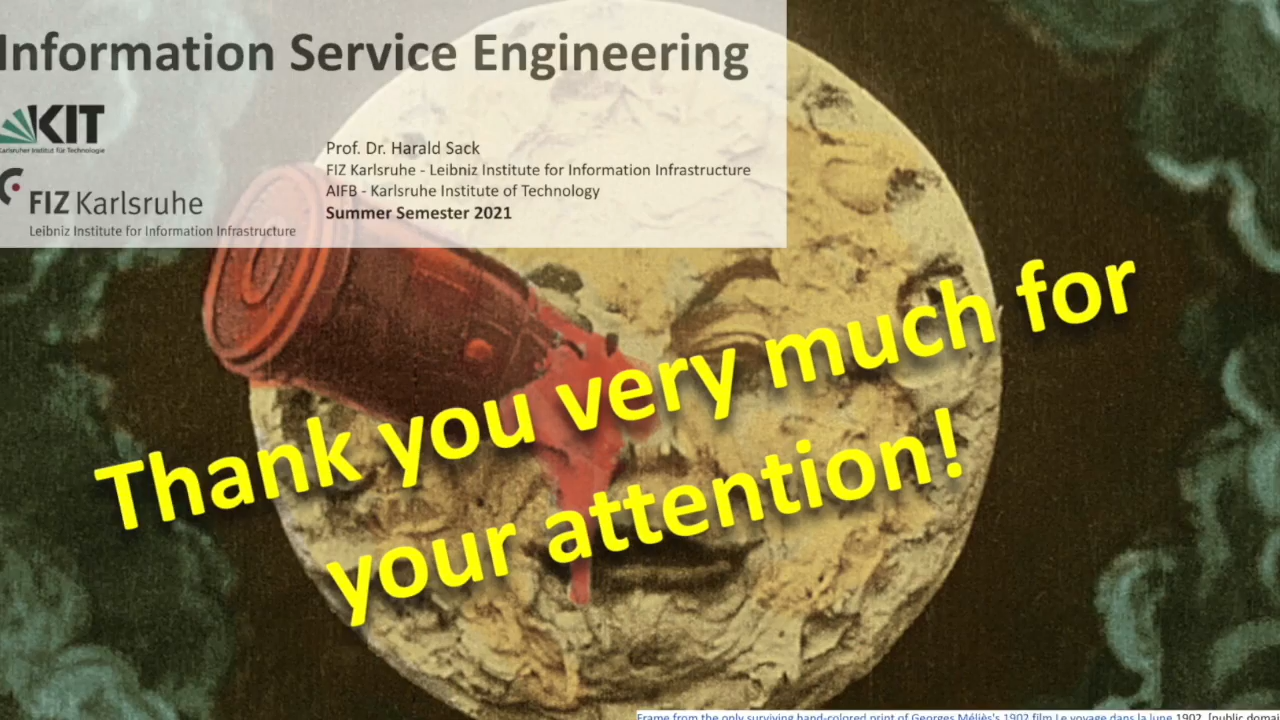 Information Service Engineering
KIT
Karlsruher Institut für Technologie
FIZ Karlsruhe
Leibniz Institute for Information Infrastructure
Prof. Dr. Harald Sack
FIZ Karlsruhe - Leibniz Institute for Information Infrastructure
AIFB - Karlsruhe Institute of Technology
Summer Semester 2021
Thank you very much for
your attention!
Frame from the only surviving hand-colored print of Georges Méliès's 1902 film Le voyage dans la lune 1902, [public